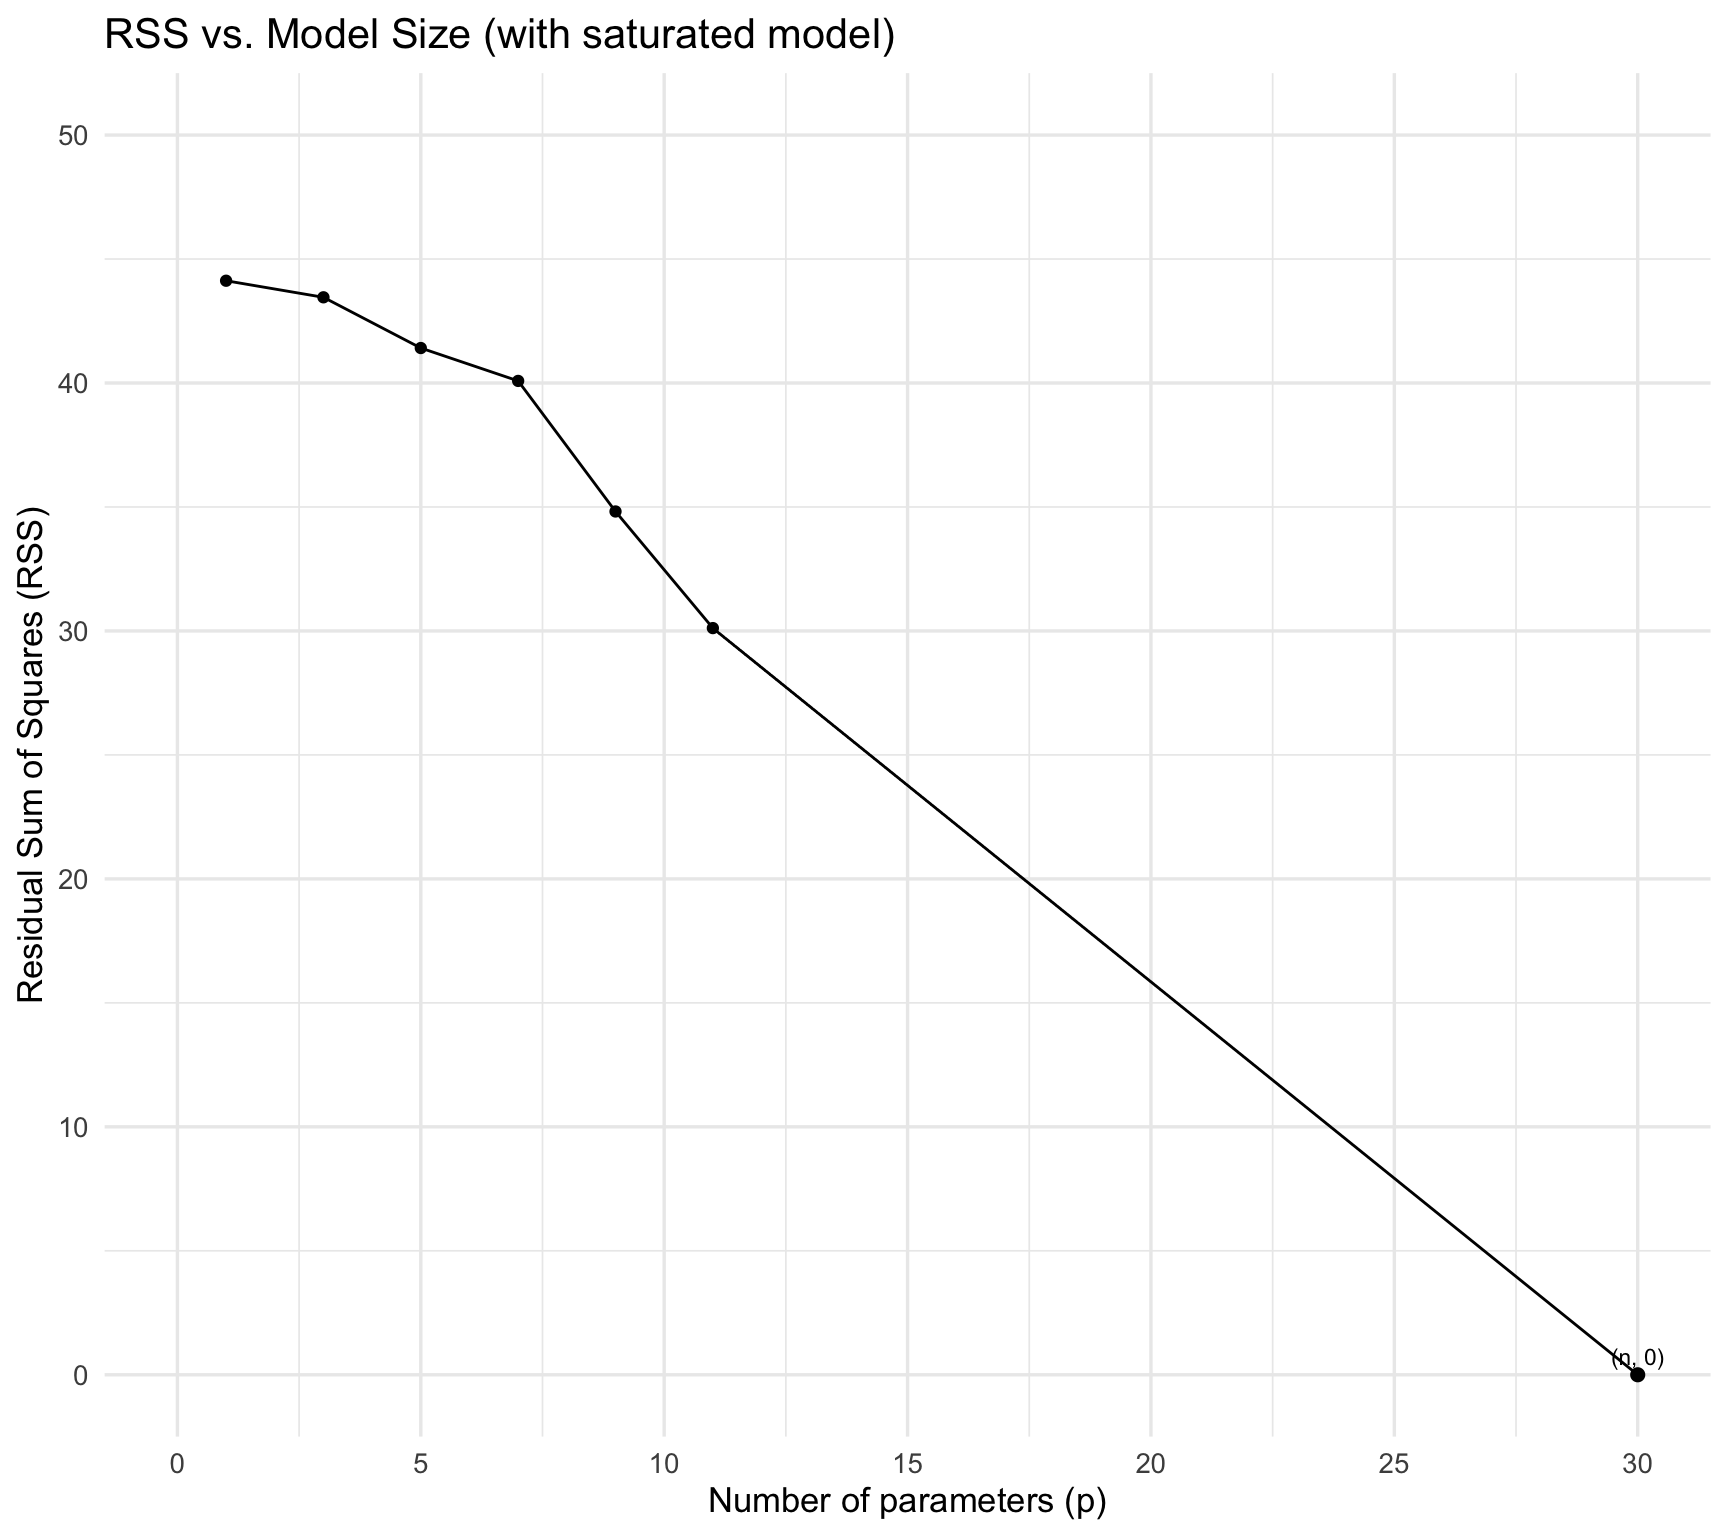 RSS vs. Model Size (with saturated model)
Residual Sum of Squares (RSS)
50
40
30
20
10
0
(n, 0)
0 5 10 15 20 25 30
Number of parameters (p)